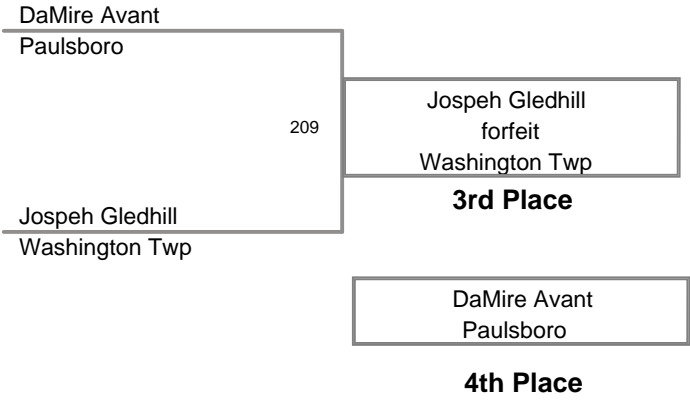 DaMire Avant
Paulsboro
209
Jospeh Gledhill
forfeit
Washington Twp
3rd Place
Jospeh Gledhill
Washington Twp
DaMire Avant
Paulsboro
4th Place